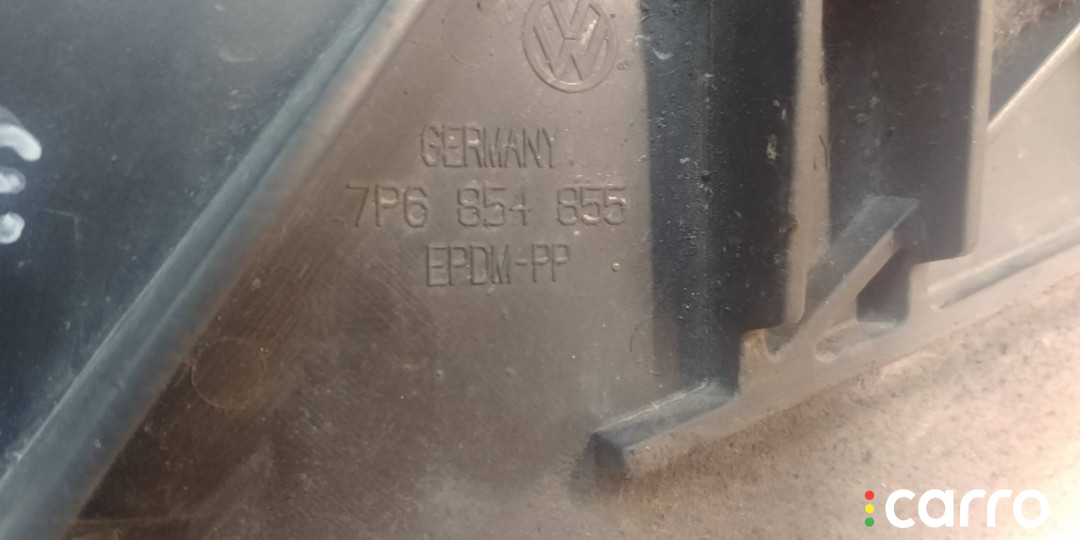 GERMANY.
7P6 854 855
EPDM-PP
carro